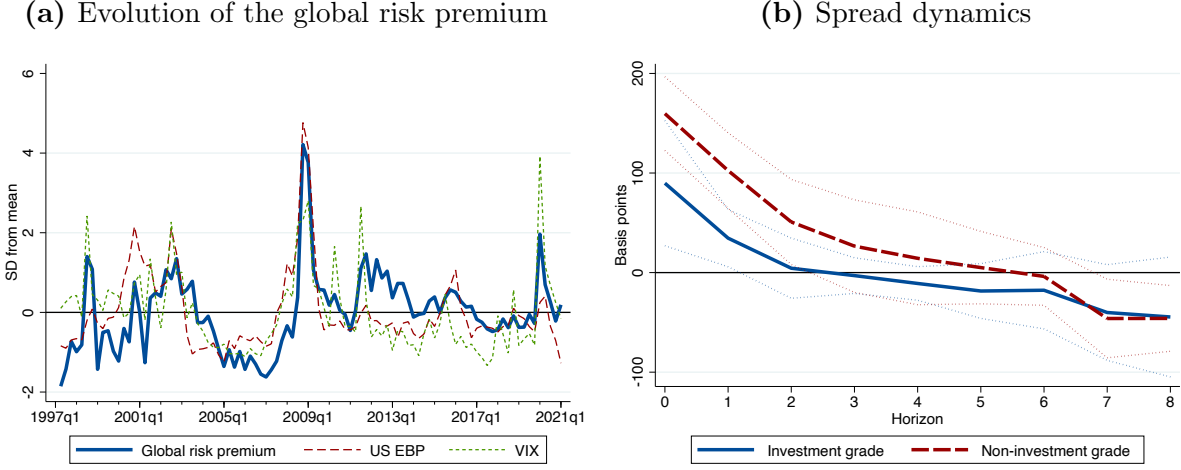 (a) Evolution of the global risk premium
SD from mean
6
4
2
0
-2
1997q1 2001q1 2005q1 2009q1 2013q1 2017q1 2021q1
Global risk premium US EBP VIX
(b) Spread dynamics
Basis points
200
100
0
-100
0 1 2 3 4 5 6 7 8
Horizon
Investment grade Non-investment grade